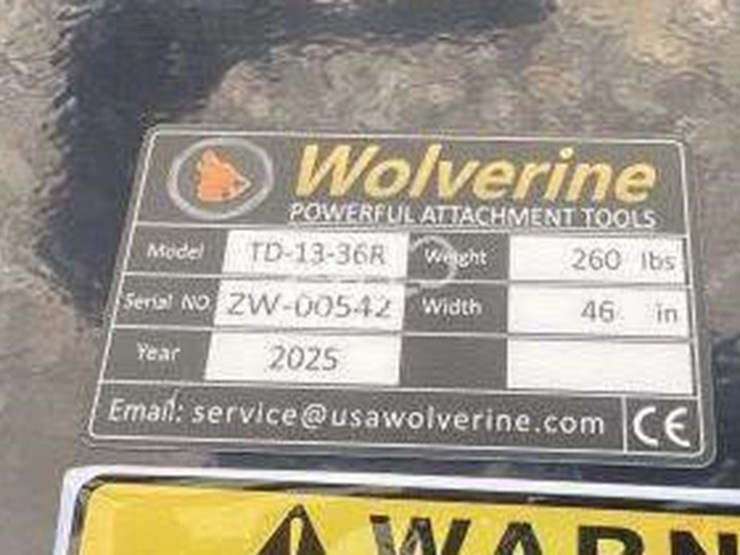 Wolverine
POWERFUL ATTACHMENT TOOLS
Model TD-13-36R Weight 260 lbs
Serial NO ZW-00542 Width 46 in
Year 2025
Email: service@usawolverine.com CE
WARN